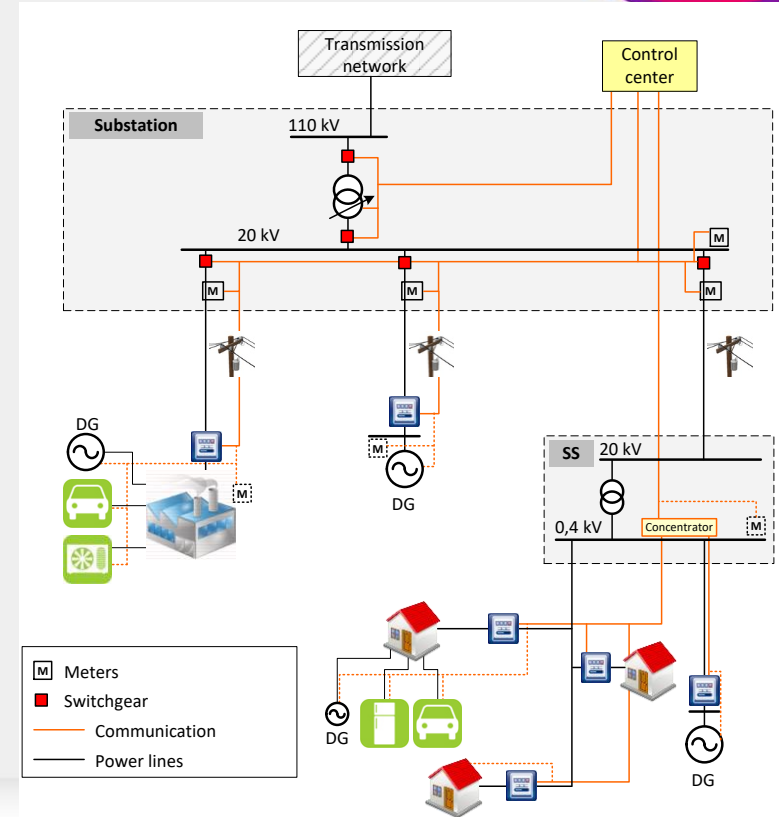 Transmission
network
Control
center
Substation
110 kV
20 kV
M
M
M
M
DG
M
DG
M
SS
20 kV
0,4 kV
Concentrator
M
DG
DG
M Meters
Switchgear
Communication
Power lines